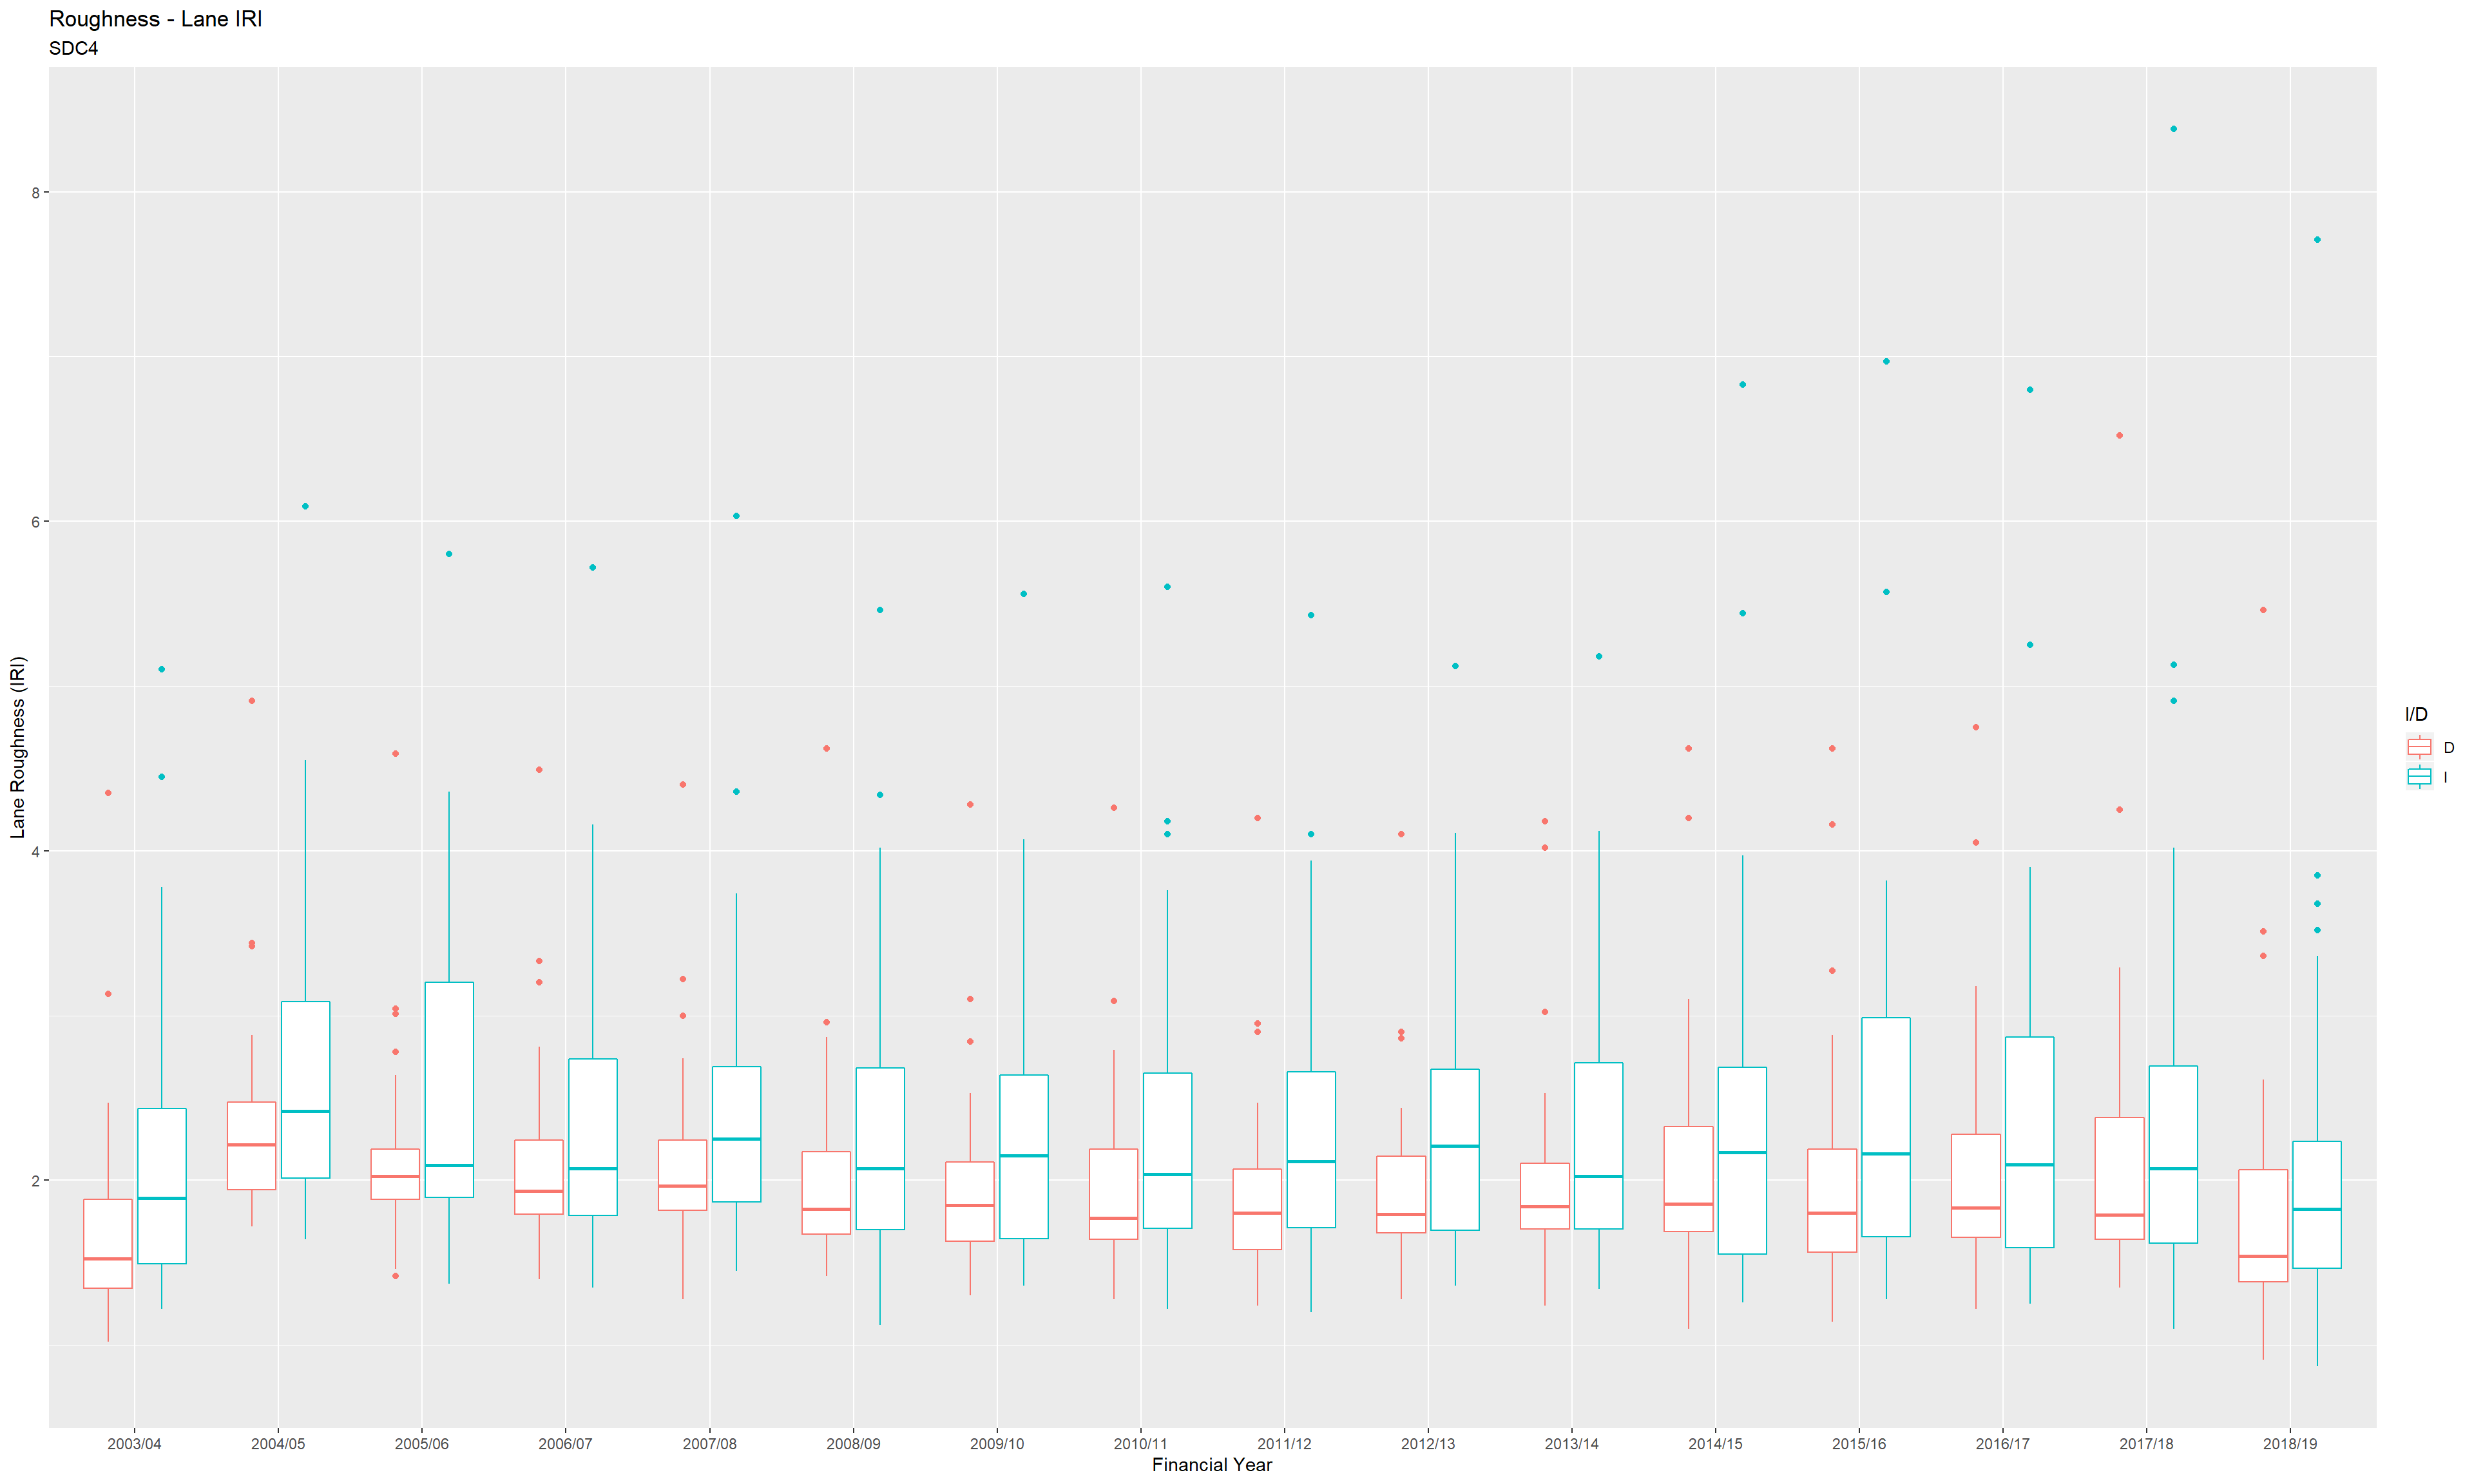 Roughness - Lane IRI
SDC4
Lane Roughness (IRI)
8
6
4
2
2003/04 2004/05 2005/06 2006/07 2007/08 2008/09 2009/10 2010/11 2011/12 2012/13 2013/14 2014/15 2015/16 2016/17 2017/18 2018/19
Financial Year
I/D
D
I